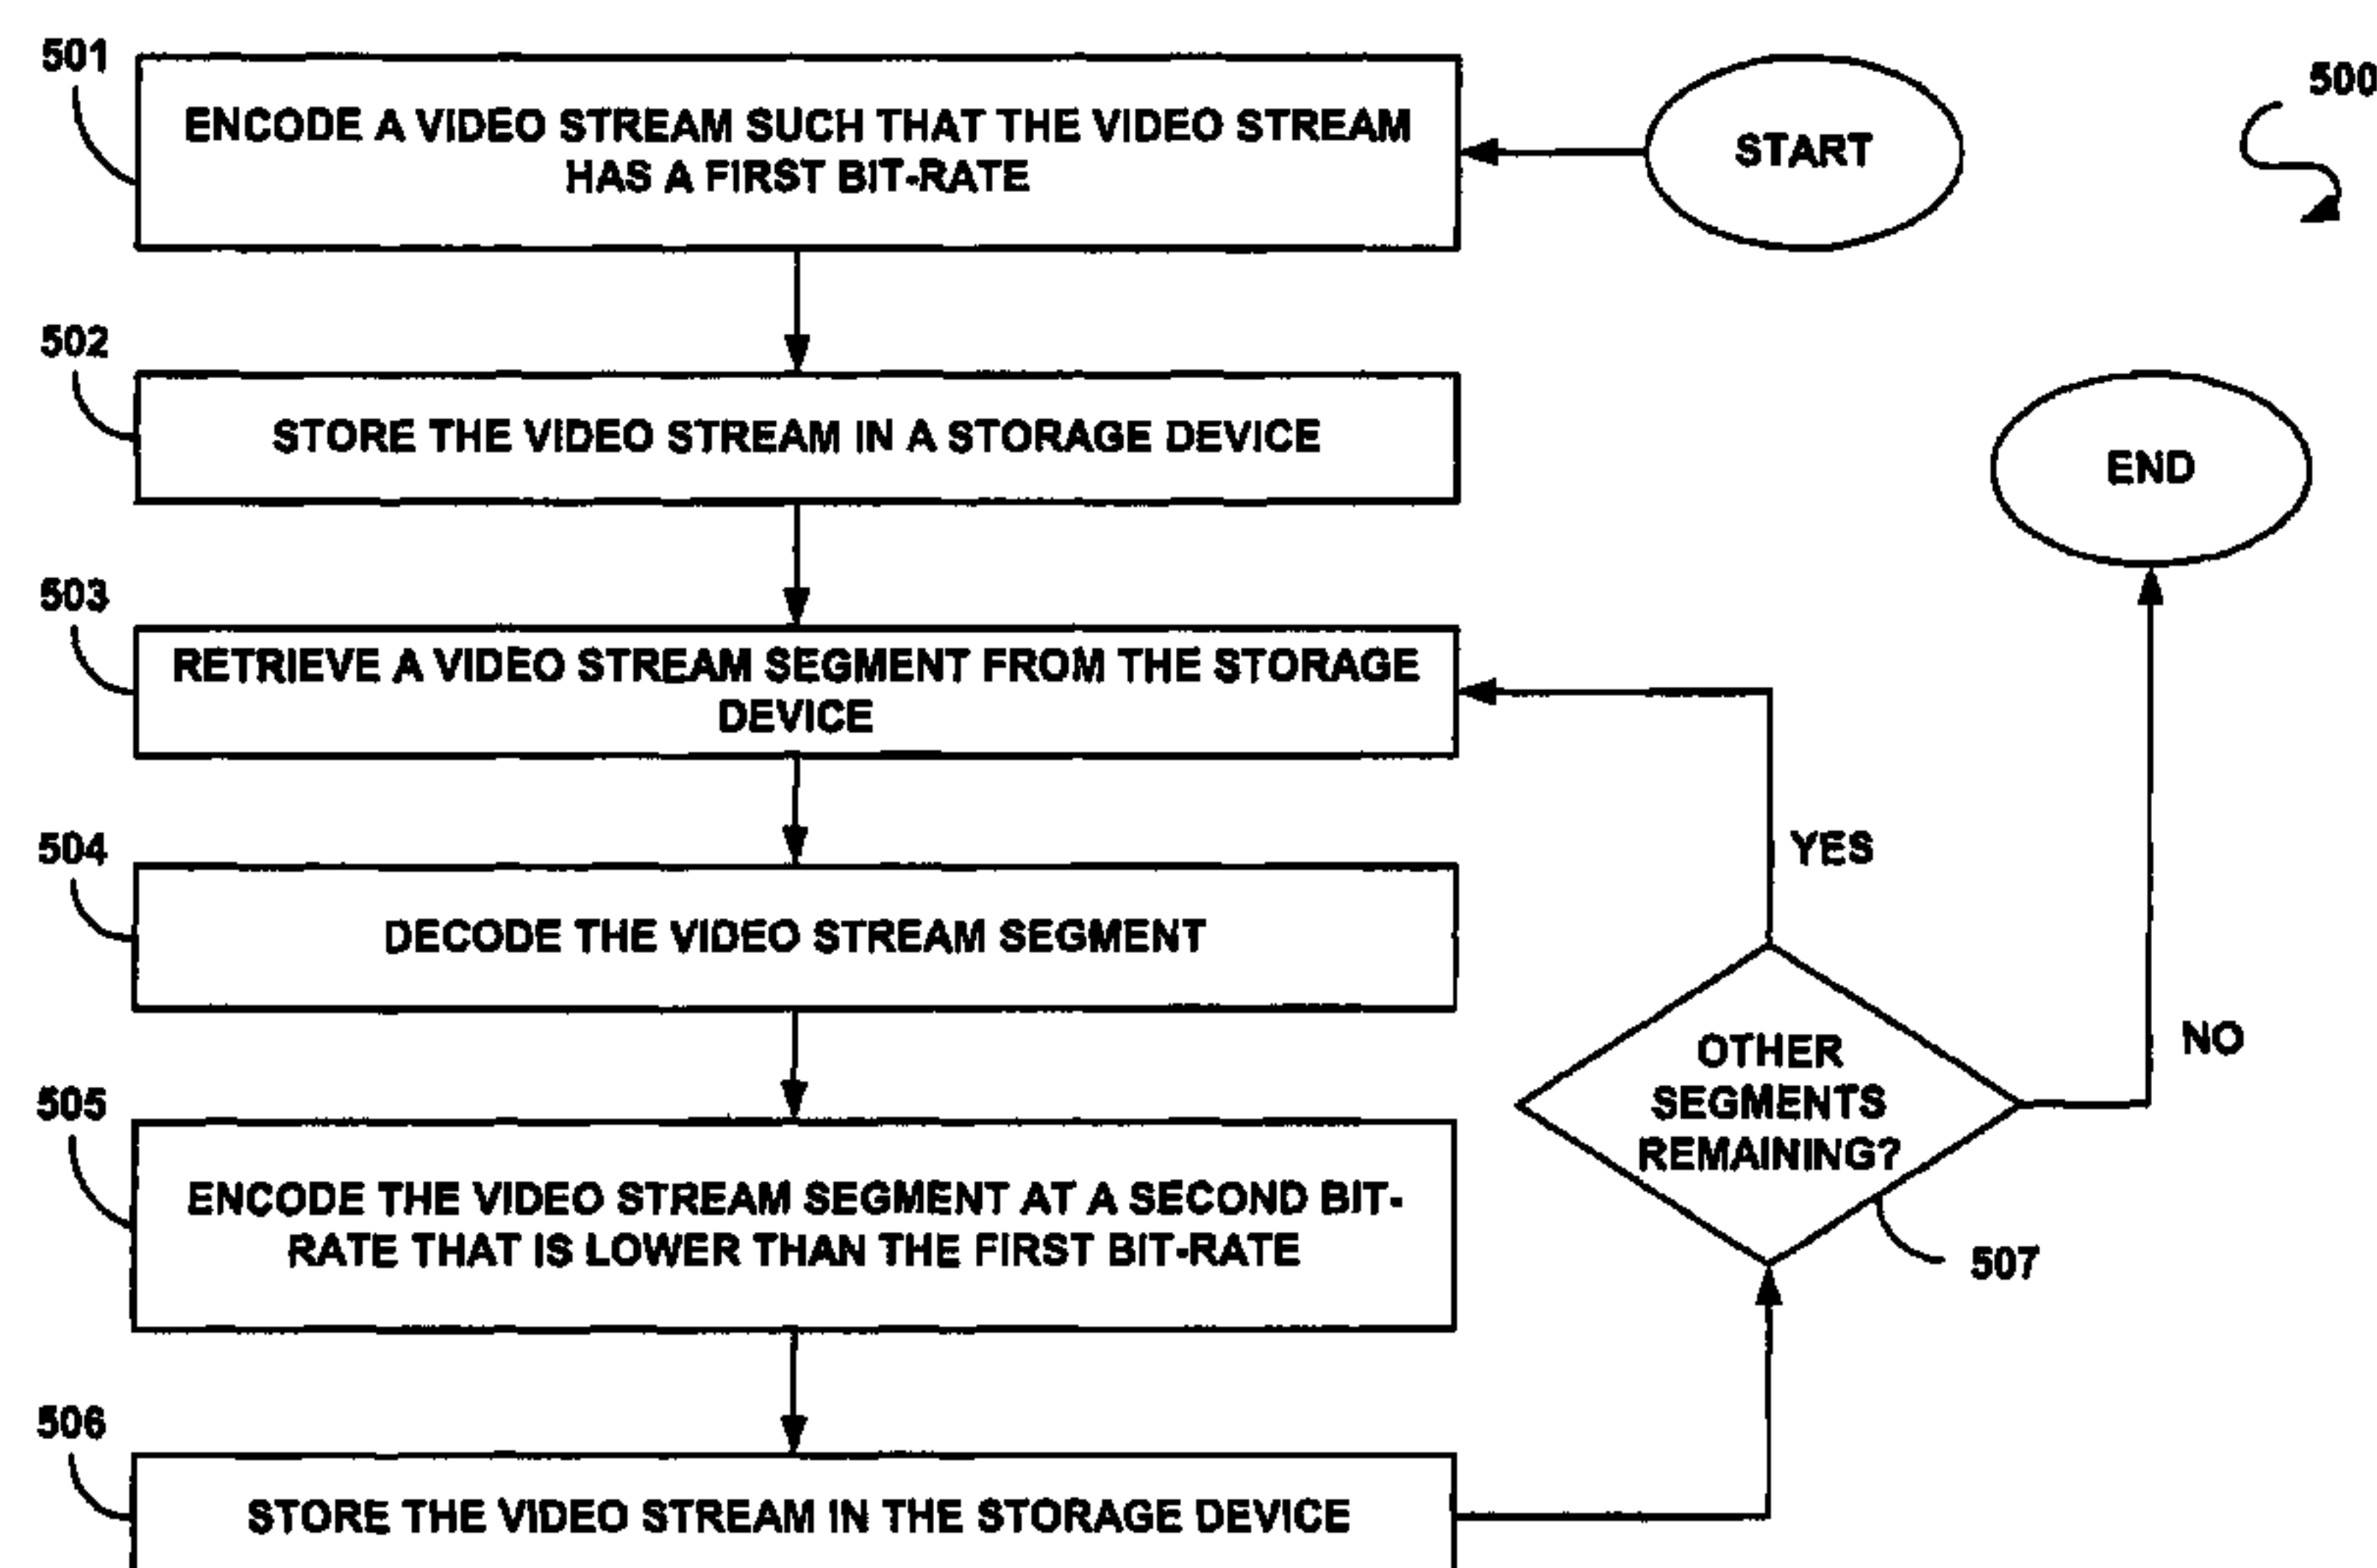 501
ENCODE A VIDEO STREAM SUCH THAT THE VIDEO STREAM
HAS A FIRST BIT-RATE
START
500
502
STORE THE VIDEO STREAM IN A STORAGE DEVICE
END
503
RETRIEVE A VIDEO STREAM SEGMENT FROM THE STORAGE
DEVICE
504
DECODE THE VIDEO STREAM SEGMENT
YES
NO
OTHER
SEGMENTS
REMAINING?
505
ENCODE THE VIDEO STREAM SEGMENT AT A SECOND BIT-
RATE THAT IS LOWER THAN THE FIRST BIT-RATE
507
506
STORE THE VIDEO STREAM IN THE STORAGE DEVICE